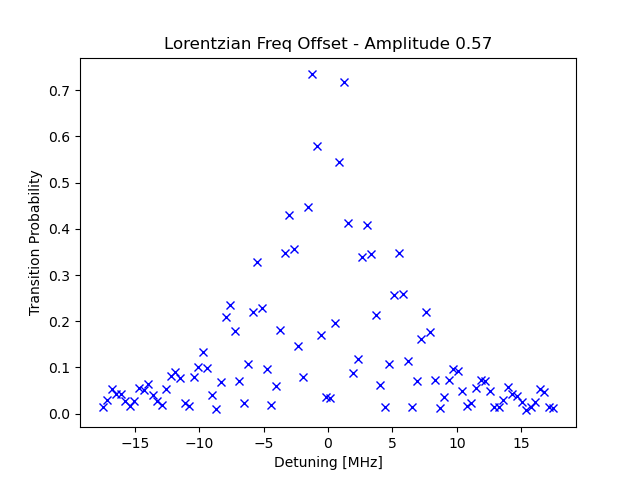 Lorentzian Freq Offset - Amplitude 0.57
Transition Probability
0.7
0.6
0.5
0.4
0.3
0.2
0.1
0.0
−15 −10 −5 0 5 10 15
Detuning [MHz]